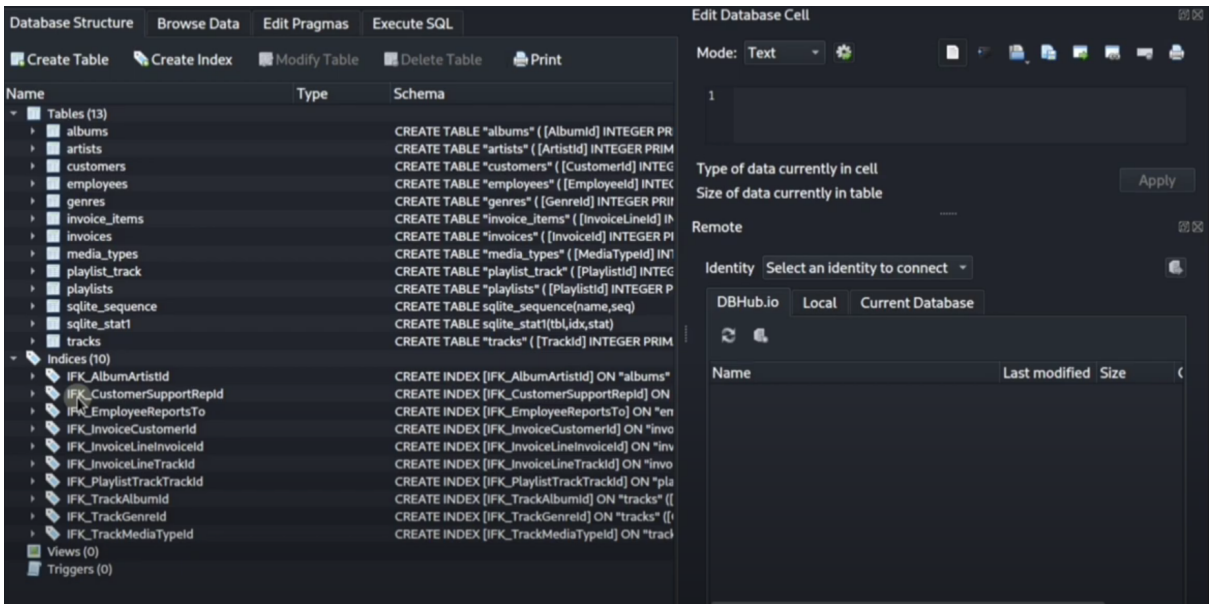 Database Structure Browse Data Edit Pragmas Execute SQL
Create Table Create Index Modify Table Delete Table Print
Name Type Schema
Tables (13)
albums CREATE TABLE "albums" ( [AlbumId] INTEGER PR
artists CREATE TABLE "artists" ( [ArtistId] INTEGER PRIM
customers CREATE TABLE "customers" ( [CustomerId] INTEG
employees CREATE TABLE "employees" ( [EmployeeId] INTEG
genres CREATE TABLE "genres" ( [GenreId] INTEGER PRI
invoice_items CREATE TABLE "invoice_items" ( [InvoiceLineId] IN
invoices CREATE TABLE "invoices" ( [InvoiceId] INTEGER P
media_types CREATE TABLE "media_types" ( [MediaTypeId] INT
playlist_track CREATE TABLE "playlist_track" ( [PlaylistId] INTEG
playlists CREATE TABLE "playlists" ( [PlaylistId] INTEGER P
sqlite_sequence CREATE TABLE sqlite_sequence(name,seq)
sqlite_stat1 CREATE TABLE sqlite_stat1(tbl,idx,stat)
tracks CREATE TABLE "tracks" ( [TrackId] INTEGER PRIM
Indices (10)
IFK_AlbumArtistId CREATE INDEX [IFK_AlbumArtistId] ON "albums"
IFK_CustomerSupportRepId CREATE INDEX [IFK_CustomerSupportRepId] ON
IFK_EmployeeReportsTo CREATE INDEX [IFK_EmployeeReportsTo] ON "em
IFK_InvoiceCustomerId CREATE INDEX [IFK_InvoiceCustomerId] ON "invo
IFK_InvoiceLineInvoiceId CREATE INDEX [IFK_InvoiceLineInvoiceId] ON "inv
IFK_InvoiceLineTrackId CREATE INDEX [IFK_InvoiceLineTrackId] ON "invo
IFK_PlaylistTrackTrackId CREATE INDEX [IFK_PlaylistTrackTrackId] ON "pla
IFK_TrackAlbumId CREATE INDEX [IFK_TrackAlbumId] ON "tracks" ([
IFK_TrackGenreId CREATE INDEX [IFK_TrackGenreId] ON "tracks" ([
IFK_TrackMediaTypeId CREATE INDEX [IFK_TrackMediaTypeId] ON "track
Views (0)
Triggers (0)
Edit Database Cell
Mode: Text
1
Type of data currently in cell
Size of data currently in table
Apply
Remote
Identity Select an identity to connect
DBHub.io Local Current Database
Name Last modified Size